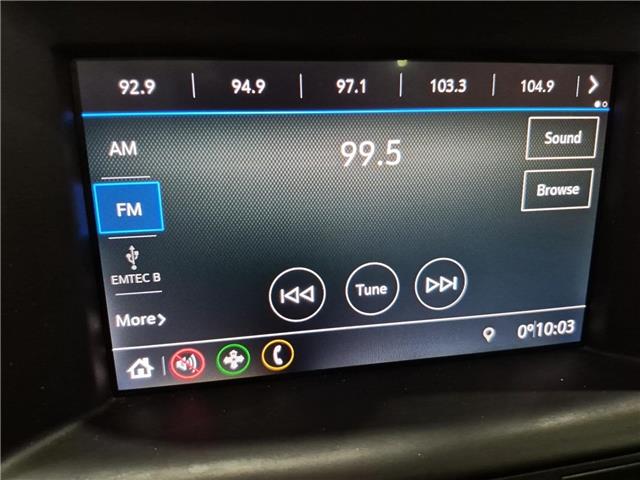 92.9 94.9 97.1 103.3 104.9
AM
99.5
Sound
FM
Browse
EMTEC B
Tune
More
0° 10:03